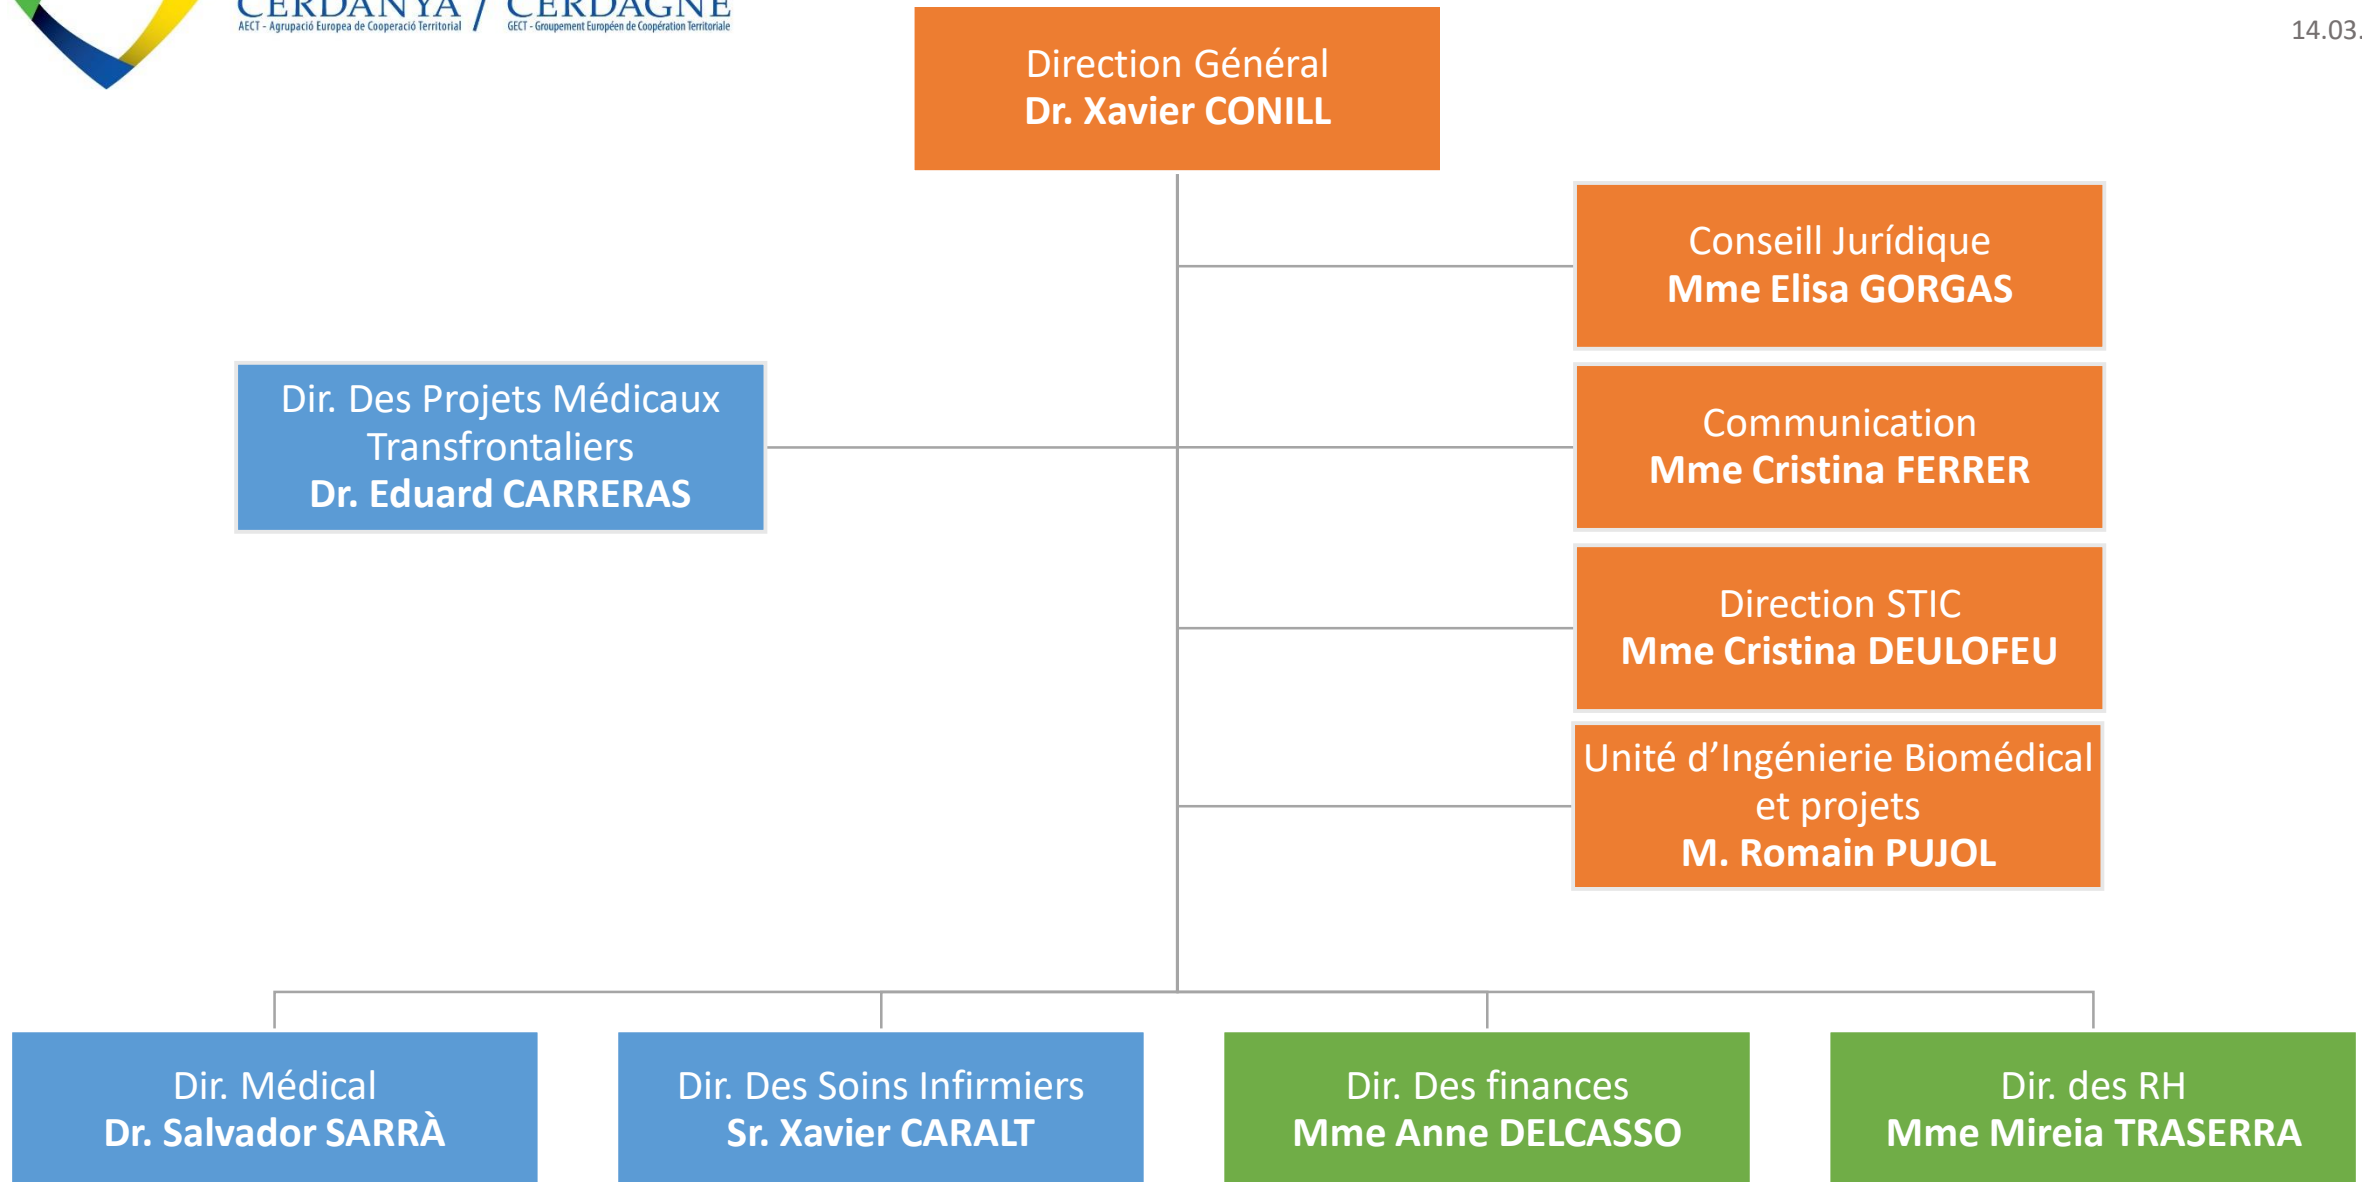 CERDANYA / CERDAGNE
AECT - Agrupació Europea de Cooperació Territorial
GECT - Groupement Européen de Coopération Territoriale
14.03.
Direction Général
Dr. Xavier CONILL
Conseill Jurídique
Mme Elisa GORGAS
Dir. Des Projets Médicaux
Transfrontaliers
Dr. Eduard CARRERAS
Communication
Mme Cristina FERRER
Direction STIC
Mme Cristina DEULOFEU
Unité d’Ingénierie Biomédical
et projets
M. Romain PUJOL
Dir. Médical
Dr. Salvador SARRÀ
Dir. Des Soins Infirmiers
Sr. Xavier CARALT
Dir. Des finances
Mme Anne DELCASSO
Dir. des RH
Mme Mireia TRASERRA